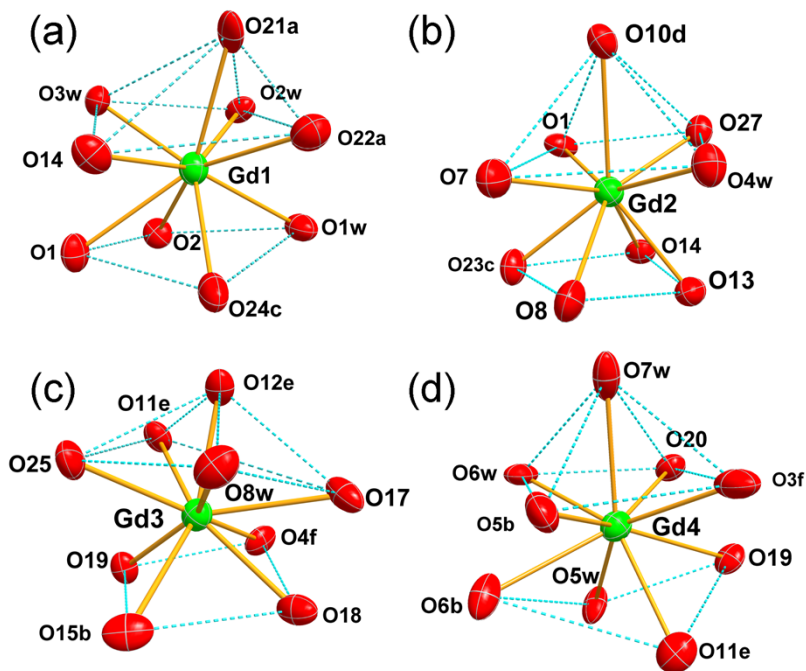 (a)
O21a
O3w
O2w
O14
O22a
Gd1
O1
O2
O1w
O24c
(b)
O10d
O1
O27
O7
O4w
Gd2
O23c
O14
O8
O13
(c)
O12e
O11e
O25
O8w
O17
Gd3
O19
O4f
O15b
O18
(d)
O7w
O20
O6w
O3f
O5b
Gd4
O19
O5w
O6b
O11e